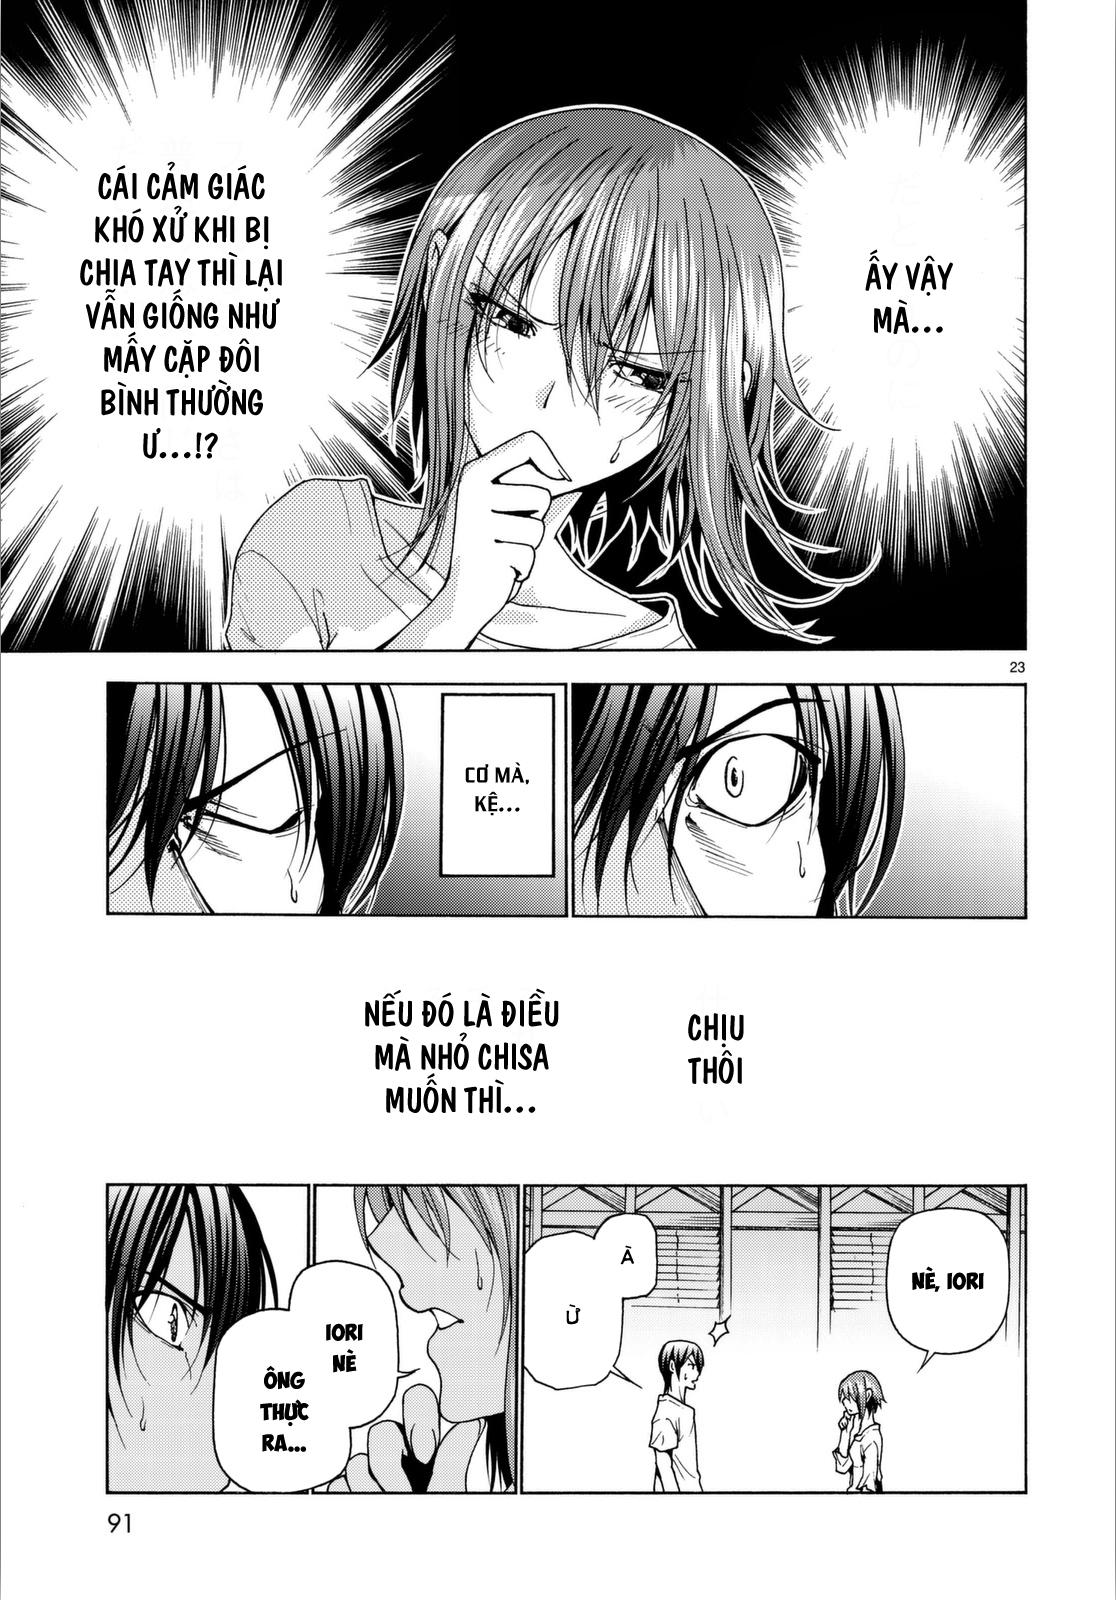 ẤY VẬY
MÀ...
CÁI CẢM GIÁC
KHÓ XỬ KHI BỊ
CHIA TAY THÌ LẠI
VẪN GIỐNG NHƯ
MẤY CẶP ĐÔI
BÌNH THƯỜNG
Ư...!?
23
CƠ MÀ,
KỆ...
CHỊU
THÔI
NẾU ĐÓ LÀ ĐIỀU
MÀ NHỎ CHISA
MUỐN THÌ...
NÈ, IORI
À
Ừ
IORI
NÈ
ÔNG
THỰC
RA...
91